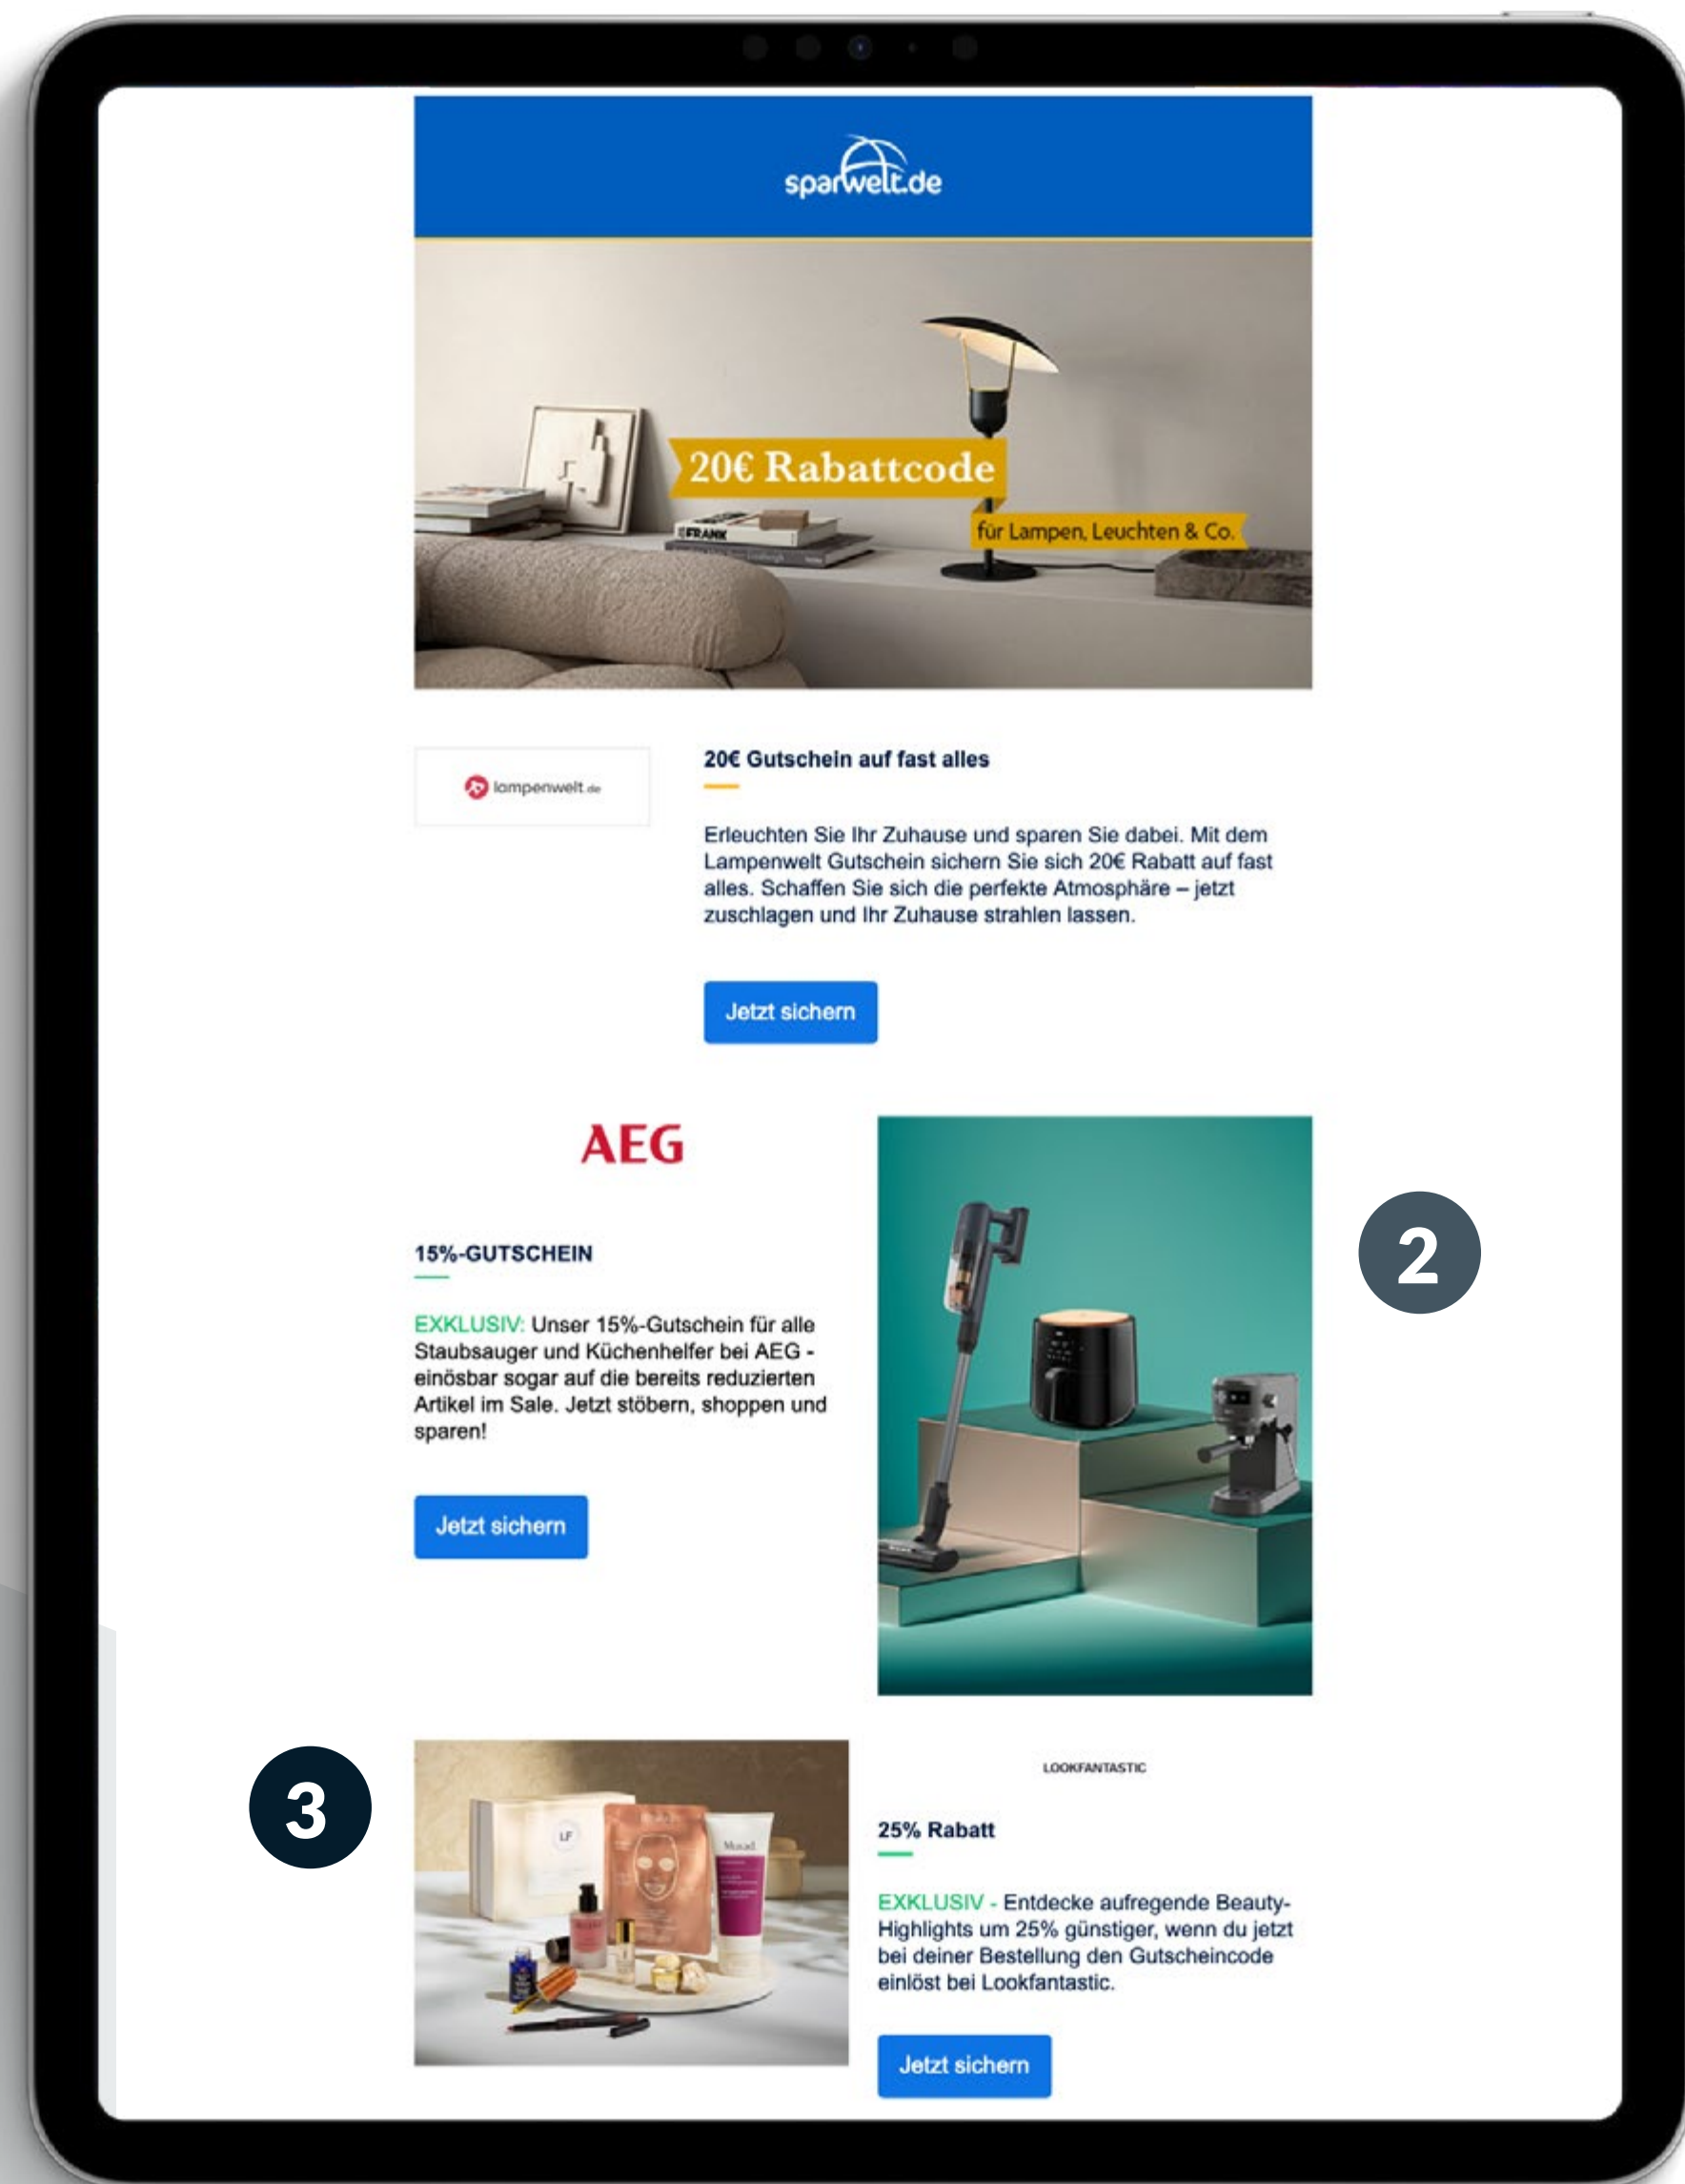 sparwelt.de
20€ Rabattcode
FRANK
für Lampen, Leuchten & Co.
lampenwelt.de
20€ Gutschein auf fast alles
Erleuchten Sie Ihr Zuhause und sparen Sie dabei. Mit dem
Lampenwelt Gutschein sichern Sie sich 20€ Rabatt auf fast
alles. Schaffen Sie sich die perfekte Atmosphäre – jetzt
zuschlagen und Ihr Zuhause strahlen lassen.
Jetzt sichern
AEG
15%-GUTSCHEIN
EXKLUSIV: Unser 15%-Gutschein für alle
Staubsauger und Küchenhelfer bei AEG -
einösbar sogar auf die bereits reduzierten
Artikel im Sale. Jetzt stöbern, shoppen und
sparen!
Jetzt sichern
2
3
LF
Murad
LOOKFANTASTIC
25% Rabatt
EXKLUSIV - Entdecke aufregende Beauty-
Highlights um 25% günstiger, wenn du jetzt
bei deiner Bestellung den Gutscheincode
einlöst bei Lookfantastic.
Jetzt sichern